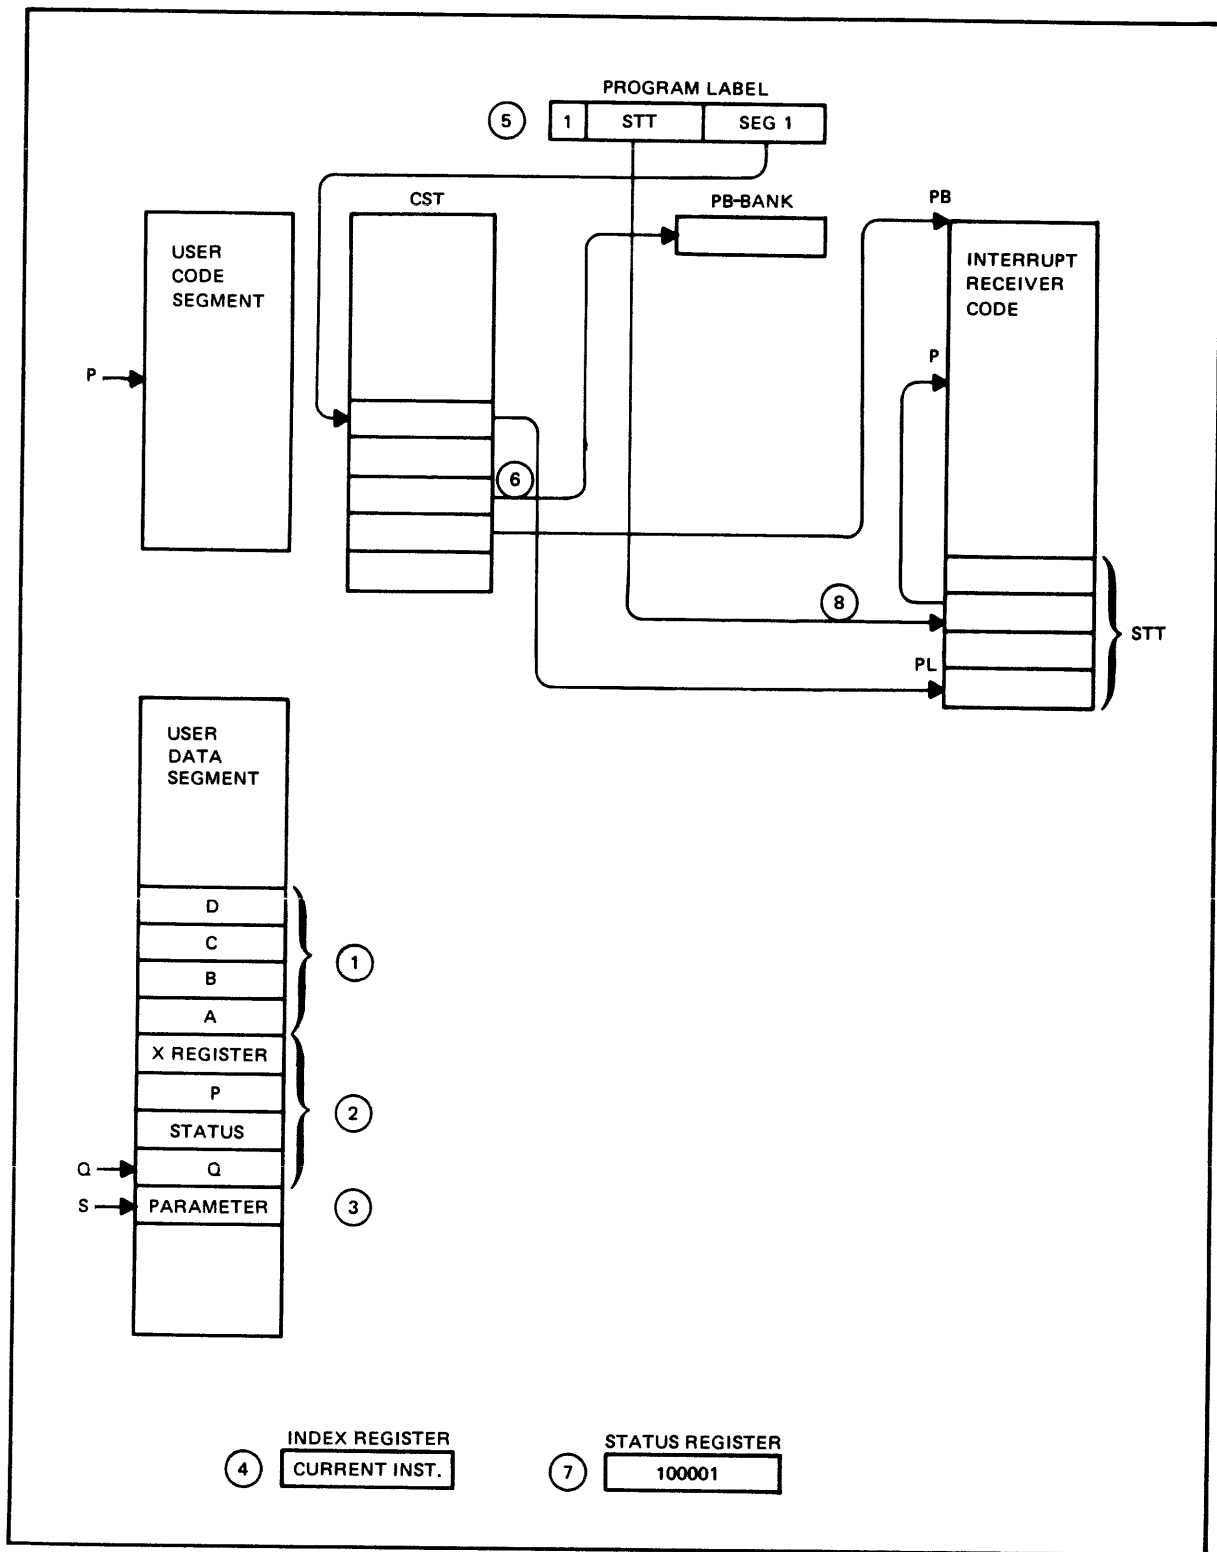 PROGRAM LABEL
5
1 STT SEG 1
CST
PB-BANK
PB
USER
CODE
SEGMENT
INTERRUPT
RECEIVER
CODE
P
P
6
8
STT
PL
USER
DATA
SEGMENT
D
C
1
B
A
X REGISTER
P
2
STATUS
Q
Q
S
PARAMETER
3
INDEX REGISTER
4
CURRENT INST.
STATUS REGISTER
7
100001